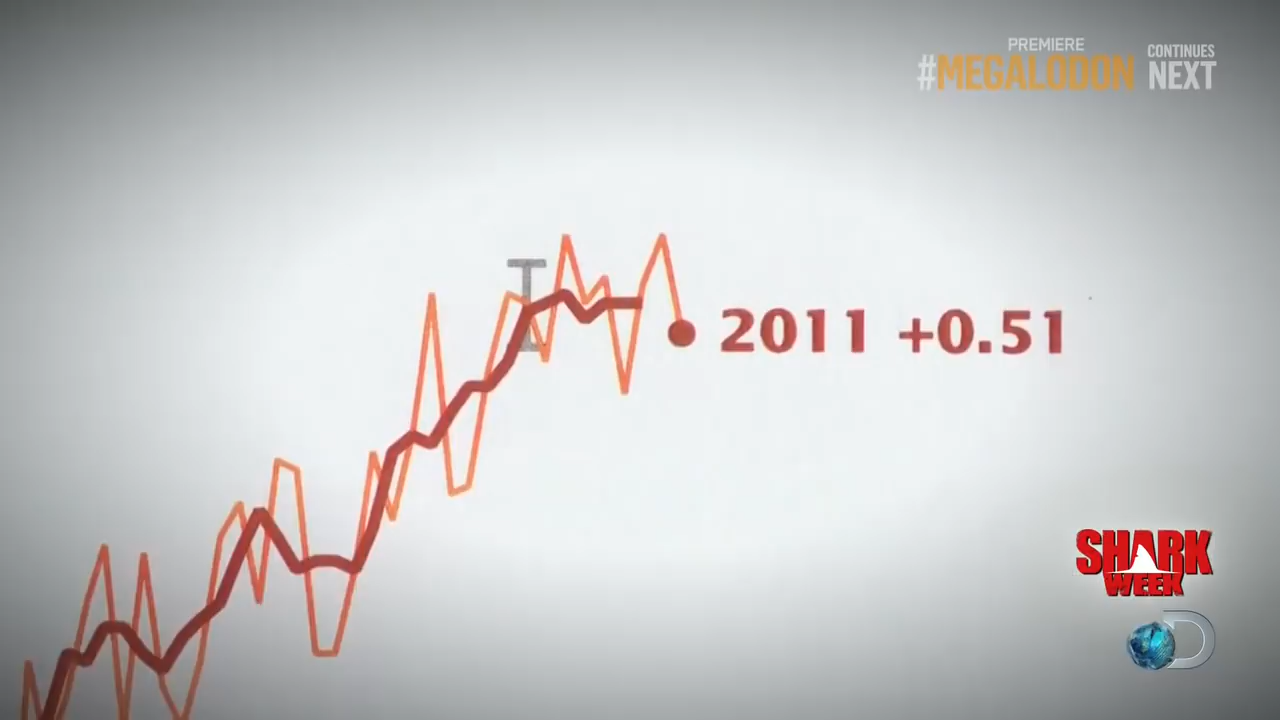 PREMIERE
#MEGALODON
CONTINUES
NEXT
2011 +0.51
SHARK
WEEK